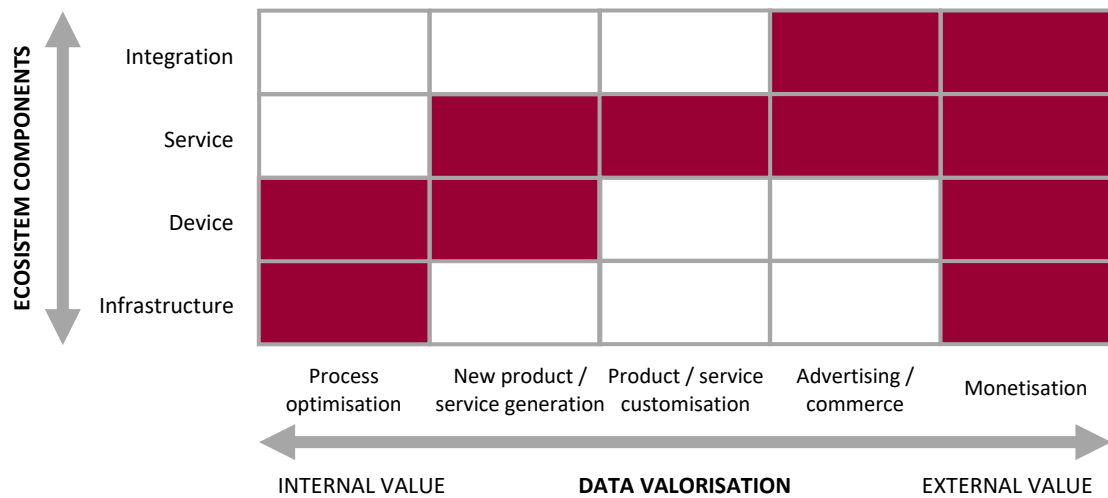 ECOSISTEM COMPONENTS
Integration
Service
Device
Infrastructure
Process
optimisation
New product /
service generation
Product / service
customisation
Advertising /
commerce
Monetisation
INTERNAL VALUE
DATA VALORISATION
EXTERNAL VALUE